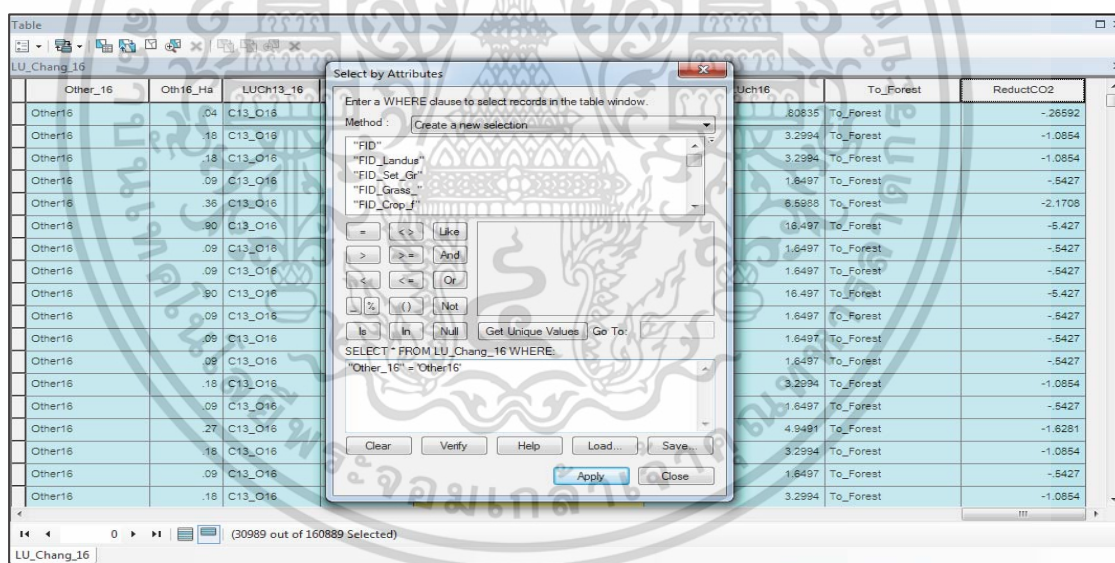 Table
LU_Chang_16
Other_16 Oth16_Ha LUCh13_16 LUch16 To_Forest ReductCO2
Other16 .04 C13_O16 .80835 To_Forest -.26592
Other16 .18 C13_O16 3.2994 To_Forest -1.0854
Other16 .18 C13_O16 3.2994 To_Forest -1.0854
Other16 .09 C13_O16 1.6497 To_Forest -.5427
Other16 .36 C13_O16 6.5988 To_Forest -2.1708
Other16 .90 C13_O16 16.497 To_Forest -5.427
Other16 .09 C13_O16 1.6497 To_Forest -.5427
Other16 .09 C13_O16 1.6497 To_Forest -.5427
Other16 .90 C13_O16 16.497 To_Forest -5.427
Other16 .09 C13_O16 1.6497 To_Forest -.5427
Other16 .09 C13_O16 1.6497 To_Forest -.5427
Other16 .09 C13_O16 1.6497 To_Forest -.5427
Other16 .18 C13_O16 3.2994 To_Forest -1.0854
Other16 .09 C13_O16 1.6497 To_Forest -.5427
Other16 .27 C13_O16 4.9491 To_Forest -1.6281
Other16 .18 C13_O16 3.2994 To_Forest -1.0854
Other16 .09 C13_O16 1.6497 To_Forest -.5427
Other16 .18 C13_O16 3.2994 To_Forest -1.0854
Select by Attributes
Enter a WHERE clause to select records in the table window.
Method : Create a new selection
"FID"
"FID_Landus"
"FID_Set_Gr"
"FID_Grass_"
"FID_Crop_f"
= < > Like
> > = And
< < = Or
_ % ( ) Not
Is In Null Get Unique Values Go To:
SELECT * FROM LU_Chang_16 WHERE:
"Other_16" = 'Other16'
Clear Verify Help Load... Save...
Apply Close
0 (30989 out of 160889 Selected)
LU_Chang_16